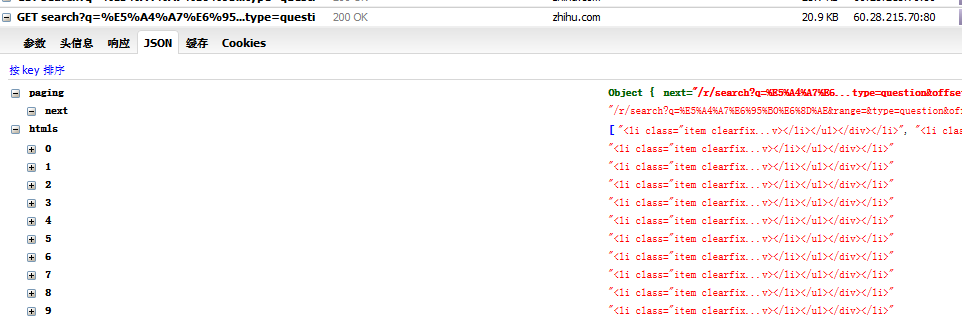 GET search?q=%E5%A4%A7%E6%95...type=questi 200 OK zhihu.com 20.9 KB 60.28.215.70:80
参数 头信息 响应 JSON 缓存 Cookies
按 key 排序
paging Object { next="/r/search?q=%E5%A4%A7%E6...type=question&offset
next "/r/search?q=%E5%A4%A7%E6%95%B0%E6%8D%AE&range=&type=question&of
htmls [ "<li class="item clearfix...v></li></ul></div></li>", "<li c
0 "<li class="item clearfix...v></li></ul></div></li>"
1 "<li class="item clearfix...v></li></ul></div></li>"
2 "<li class="item clearfix...v></li></ul></div></li>"
3 "<li class="item clearfix...v></li></ul></div></li>"
4 "<li class="item clearfix...v></li></ul></div></li>"
5 "<li class="item clearfix...v></li></ul></div></li>"
6 "<li class="item clearfix...v></li></ul></div></li>"
7 "<li class="item clearfix...v></li></ul></div></li>"
8 "<li class="item clearfix...v></li></ul></div></li>"
9 "<li class="item clearfix...v></li></ul></div></li>"